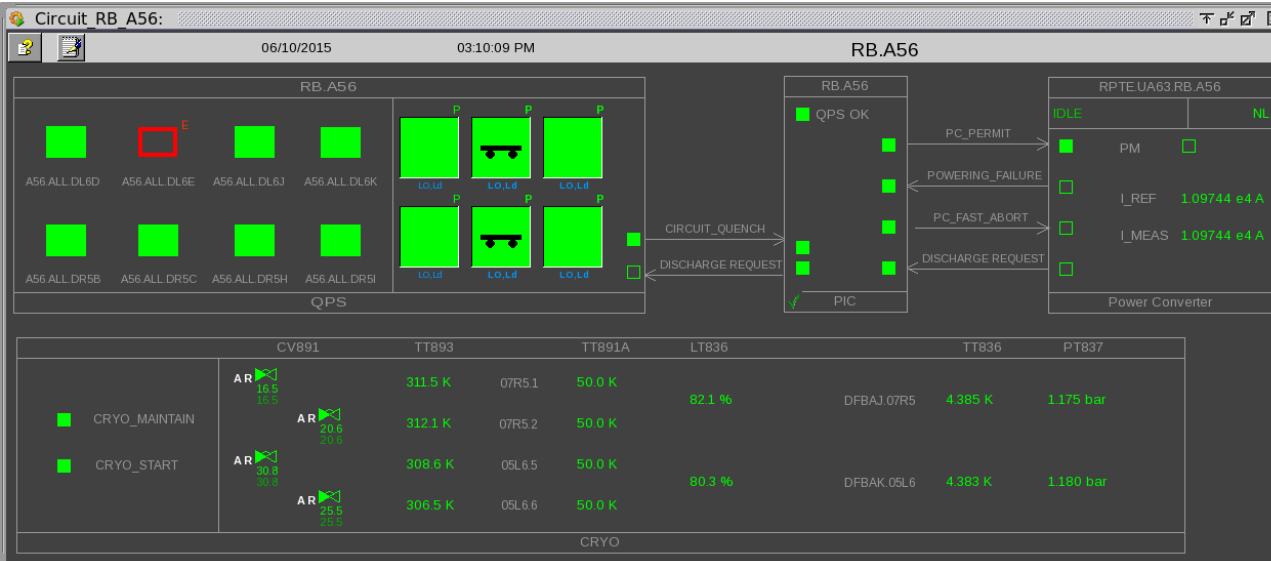 Circuit_RB_A56:
06/10/2015 03:10:09 PM RB.A56
RB.A56
E
A56.ALL.DL6D A56.ALL.DL6E A56.ALL.DL6J A56.ALL.DL6K
A56.ALL.DR5B A56.ALL.DR5C A56.ALL.DR5H A56.ALL.DR5I
P P P
LO,Ld LO,Ld LO,Ld
P P P
LO,Ld LO,Ld LO,Ld
QPS
CIRCUIT_QUENCH
DISCHARGE REQUEST
RB.A56
QPS OK
PIC
PC_PERMIT
POWERING_FAILURE
PC_FAST_ABORT
DISCHARGE REQUEST
RPTE.UA63.RB.A56
IDLE NL
PM
I_REF 1.09744 e4 A
I_MEAS 1.09744 e4 A
Power Converter
CV891 TT893 TT891A LT836 TT836 PT837
CRYO_MAINTAIN
CRYO_START
AR 16.5 311.5 K 07R5.1 50.0 K
16.5
82.1 % DFBAJ.07R5 4.385 K 1.175 bar
AR 20.6 312.1 K 07R5.2 50.0 K
20.6
AR 30.8 308.6 K 05L6.5 50.0 K
30.8
80.3 % DFBAK.05L6 4.383 K 1.180 bar
AR 25.5 306.5 K 05L6.6 50.0 K
25.5
CRYO